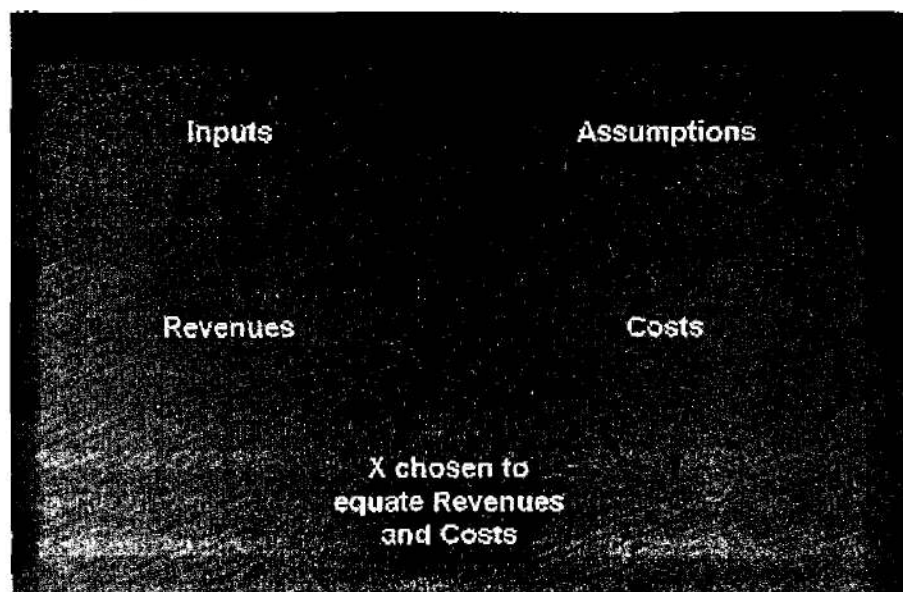 Inputs
Assumptions
Revenues
Costs
X chosen to
equate Revenues
and Costs